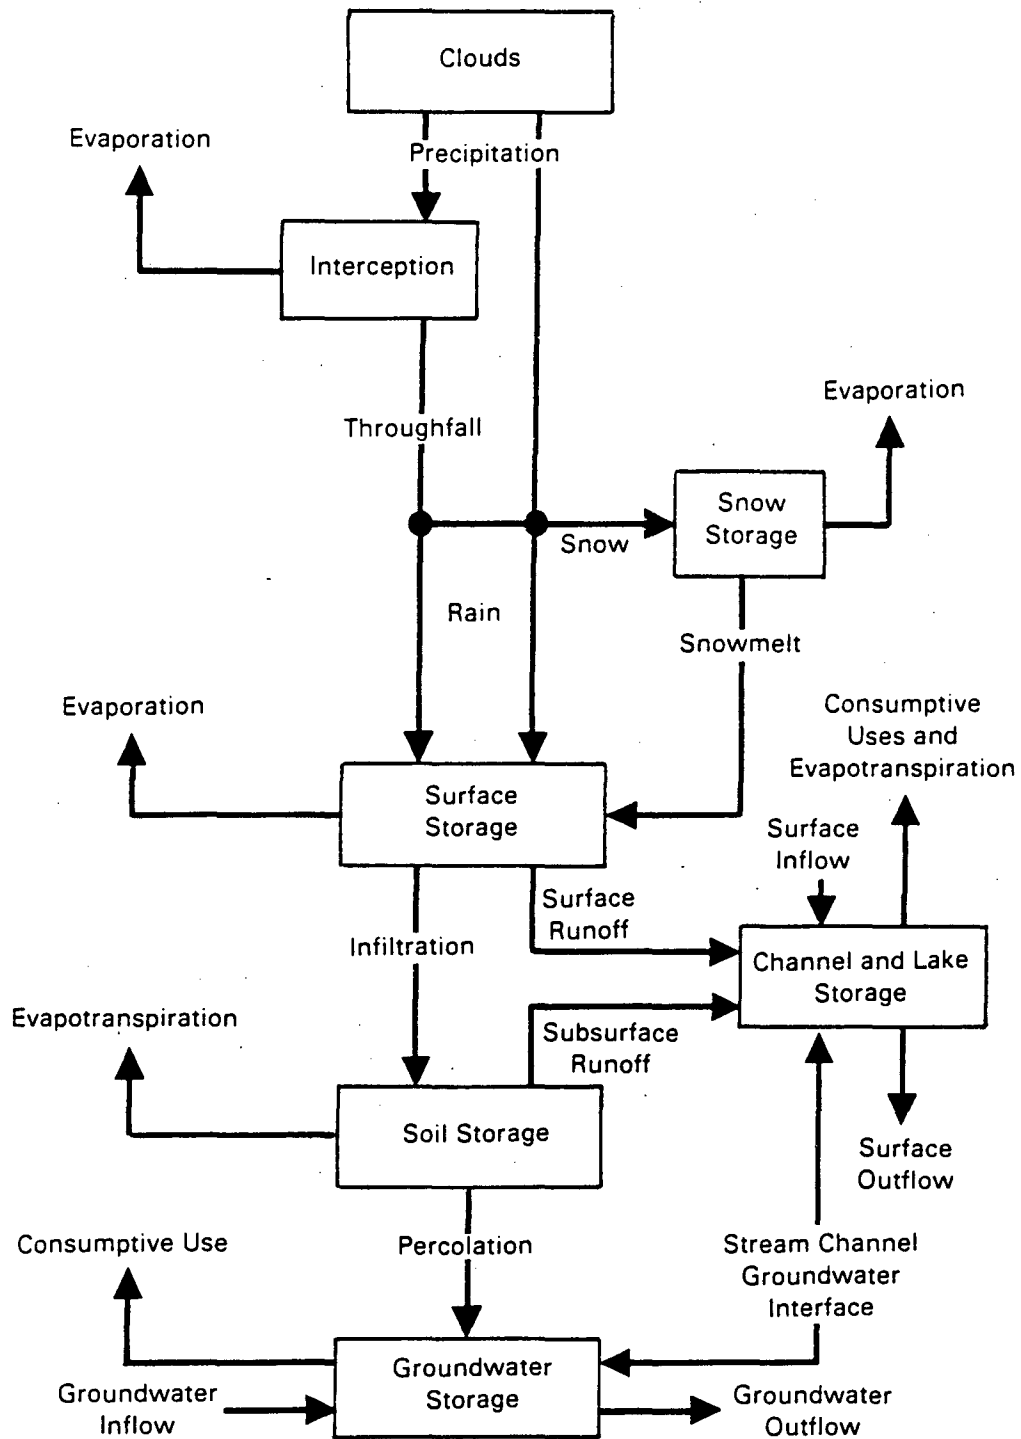 Clouds
Evaporation
Precipitation
Interception
Evaporation
Throughfall
Snow
Storage
Snow
Rain
Snowmelt
Evaporation
Consumptive
Uses and
Evapotranspiration
Surface
Storage
Surface
Inflow
Surface
Runoff
Infiltration
Channel and Lake
Storage
Evapotranspiration
Subsurface
Runoff
Soil Storage
Surface
Outflow
Consumptive Use
Percolation
Stream Channel
Groundwater
Interface
Groundwater
Storage
Groundwater
Inflow
Groundwater
Outflow